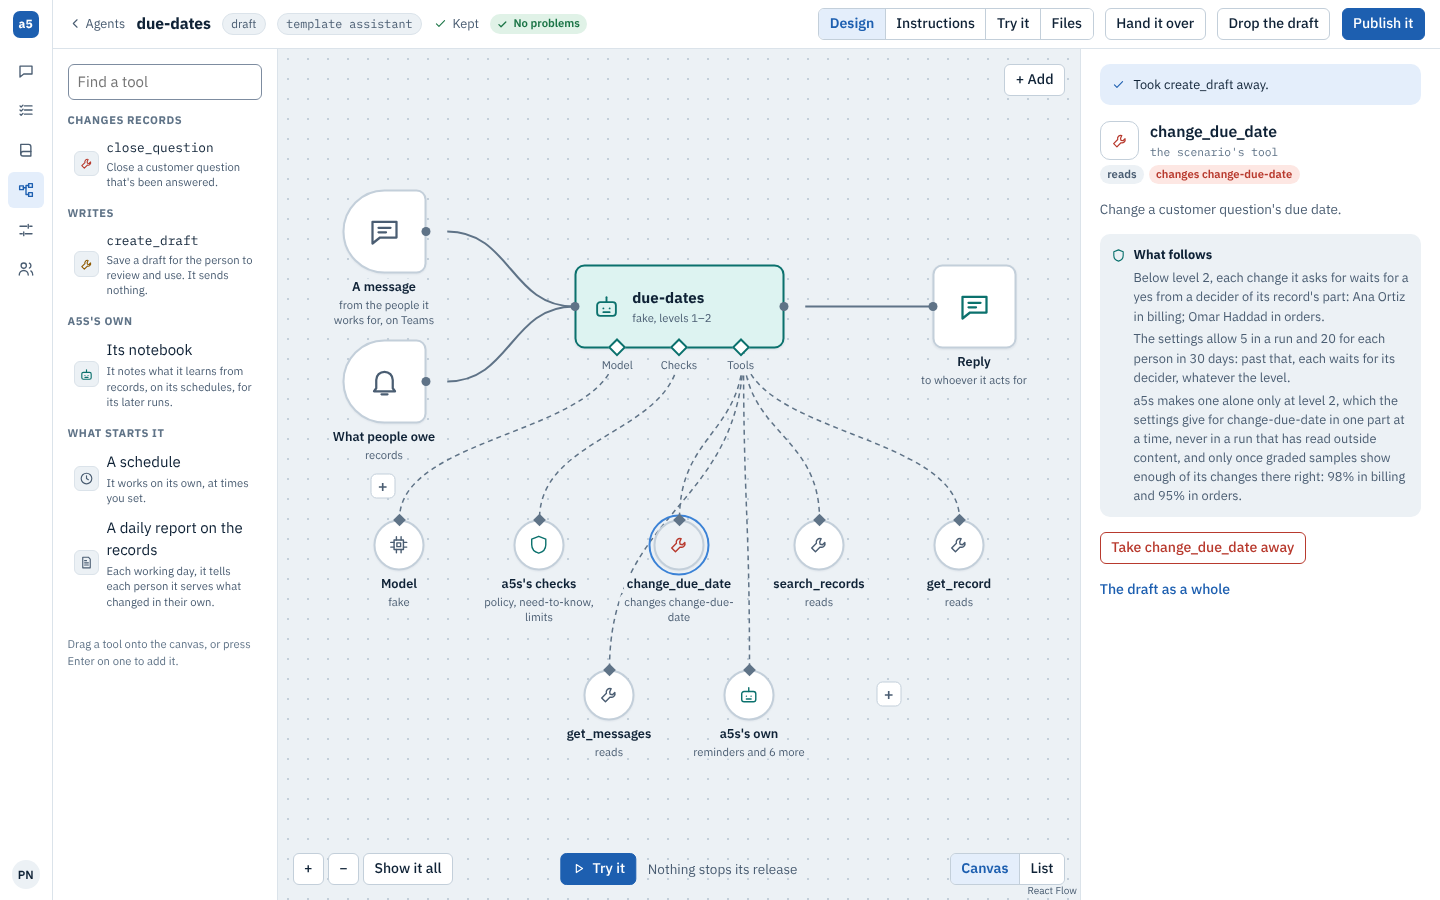 a5
Agents
due-dates
draft
template assistant
Kept
No problems
Design
Instructions
Try it
Files
Hand it over
Drop the draft
Publish it
Find a tool
CHANGES RECORDS
close_question
Close a customer question
that's been answered.
WRITES
create_draft
Save a draft for the person to
review and use. It sends
nothing.
A5S'S OWN
Its notebook
It notes what it learns from
records, on its schedules, for
its later runs.
WHAT STARTS IT
A schedule
It works on its own, at times
you set.
A daily report on the
records
Each working day, it tells
each person it serves what
changed in their own.
Drag a tool onto the canvas, or press
Enter on one to add it.
PN
+ Add
A message
from the people it
works for, on Teams
What people owe
records
+
due-dates
fake, levels 1–2
Model
Checks
Tools
Reply
to whoever it acts for
Model
fake
a5s's checks
policy, need-to-know,
limits
change_due_date
changes change-due-
date
search_records
reads
get_record
reads
get_messages
reads
a5s's own
reminders and 6 more
+
+
−
Show it all
Try it
Nothing stops its release
Canvas
List
React Flow
Took create_draft away.
change_due_date
the scenario's tool
reads
changes change-due-date
Change a customer question's due date.
What follows
Below level 2, each change it asks for waits for a
yes from a decider of its record's part: Ana Ortiz
in billing; Omar Haddad in orders.
The settings allow 5 in a run and 20 for each
person in 30 days: past that, each waits for its
decider, whatever the level.
a5s makes one alone only at level 2, which the
settings give for change-due-date in one part at
a time, never in a run that has read outside
content, and only once graded samples show
enough of its changes there right: 98% in billing
and 95% in orders.
Take change_due_date away
The draft as a whole